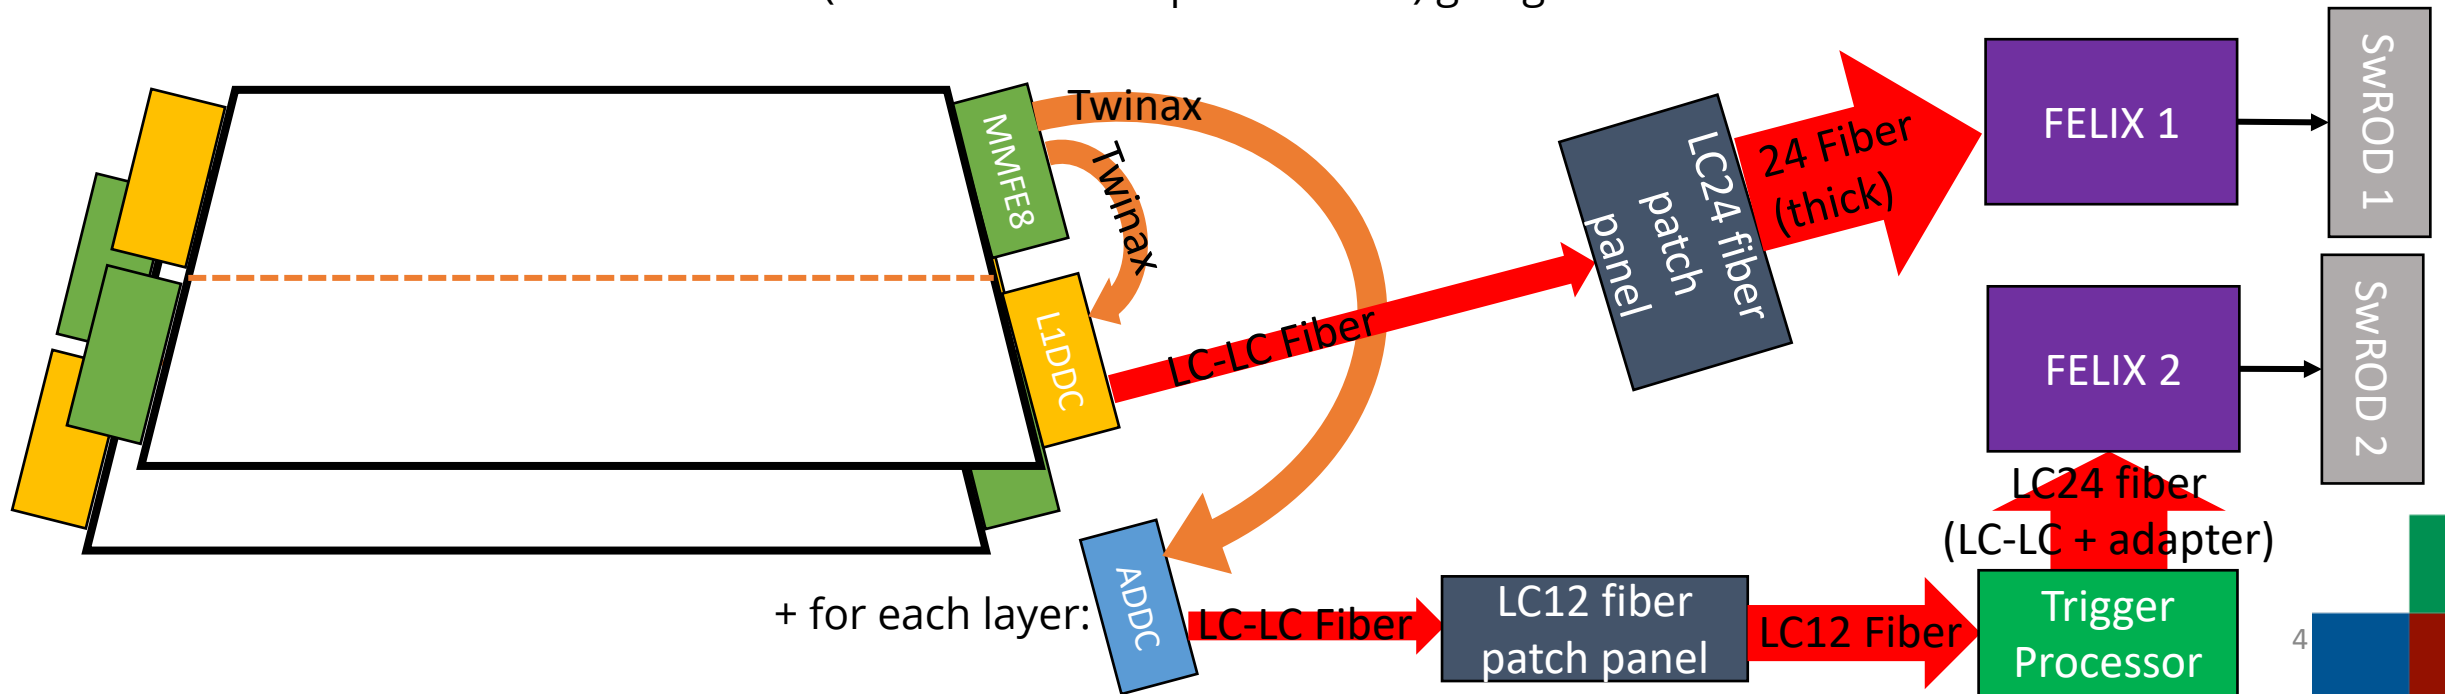 MMFE8
Twinax
Twinax
L1DDC
LC-LC Fiber
LC24 fiber
patch
panel
24 Fiber
(thick)
FELIX 1
SwROD 1
FELIX 2
SwROD 2
LC24 fiber
(LC-LC + adapter)
+ for each layer:
ADDC
LC-LC Fiber
LC12 fiber
patch panel
LC12 Fiber
Trigger
Processor
4